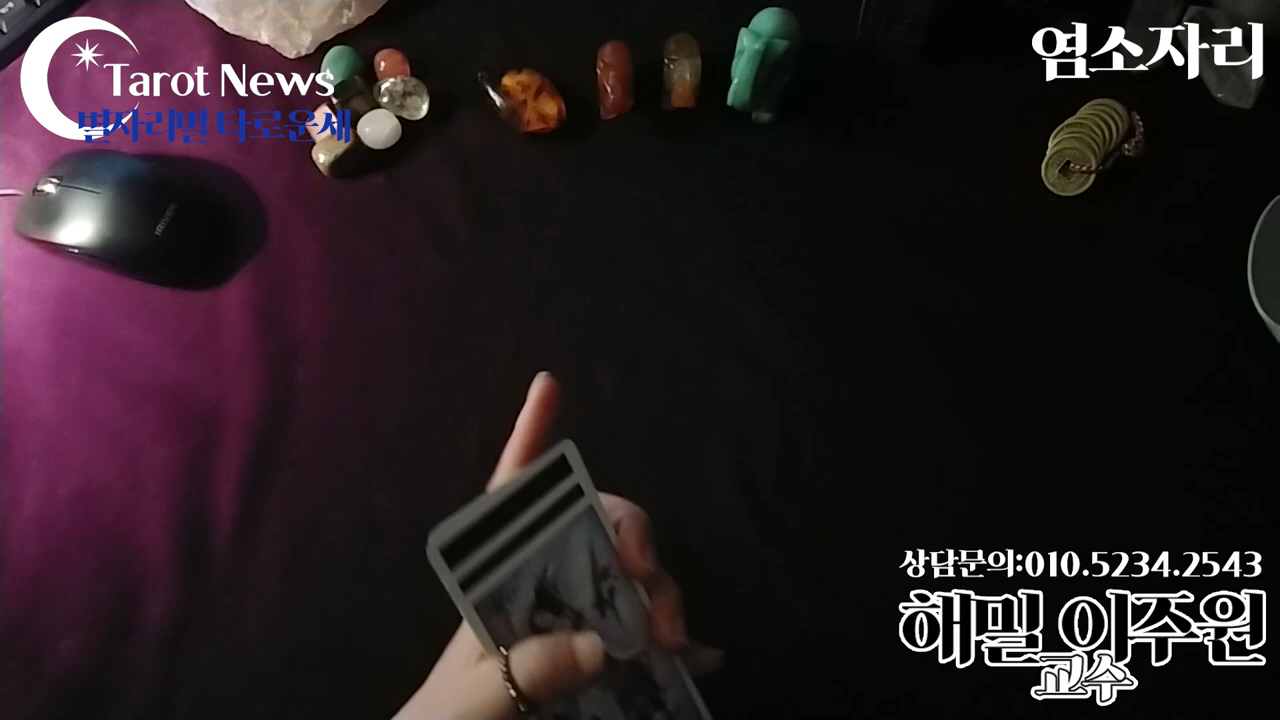 Tarot News
별자리별 타로운세
염소자리
IRIVER
상담문의:010.5234.2543
해밀 이주원
교수